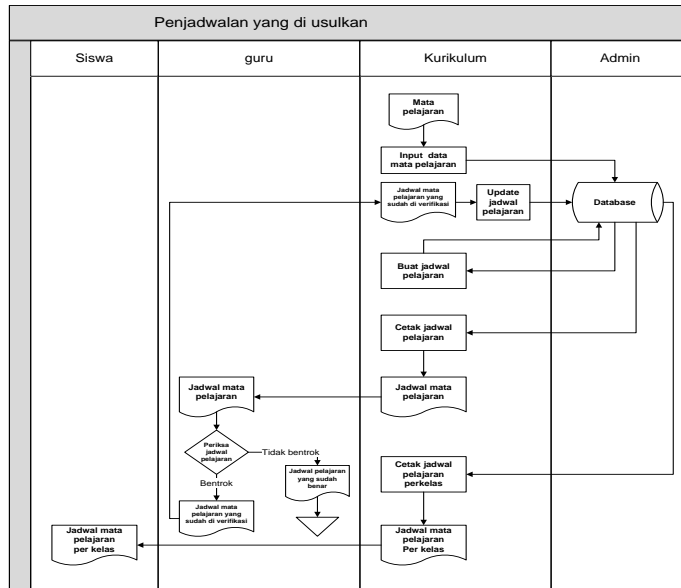 Penjadwalan yang di usulkan
Siswa
guru
Kurikulum
Admin
Mata
pelajaran
Input data
mata pelajaran
Jadwal mata
pelajaran yang
sudah di verifikasi
Update
jadwal
pelajaran
Database
Buat jadwal
pelajaran
Cetak jadwal
pelajaran
Jadwal mata
pelajaran
Jadwal mata
pelajaran
Periksa
jadwal
pelajaran
Tidak bentrok
Jadwal pelajaran
yang sudah
benar
Bentrok
Jadwal mata
pelajaran yang
sudah di verifikasi
Cetak jadwal
pelajaran
perkelas
Jadwal mata
pelajaran
Per kelas
Jadwal mata
pelajaran
per kelas